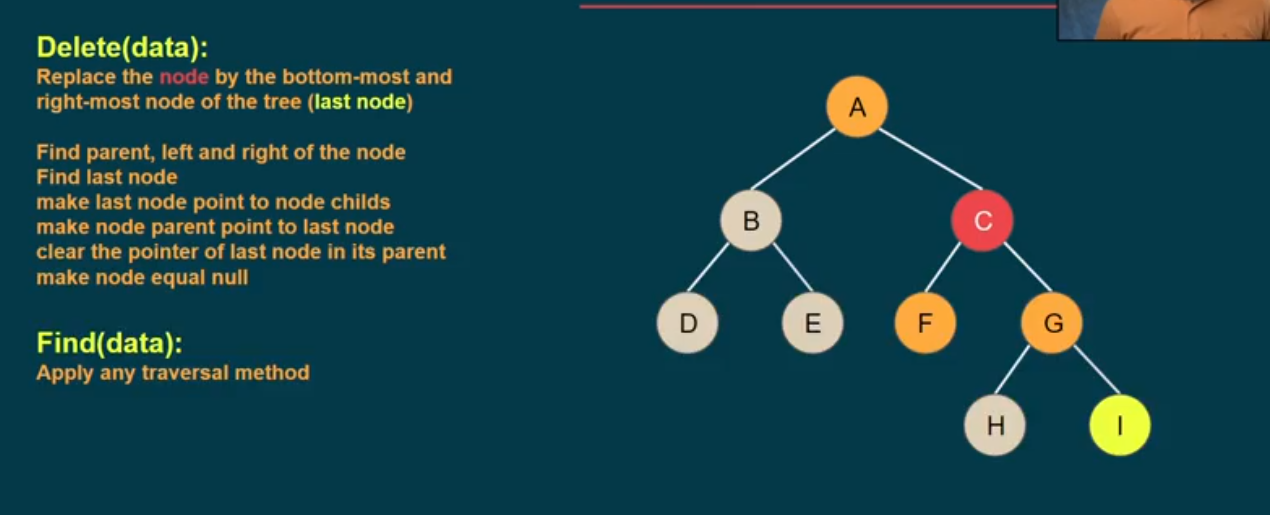 Delete(data):
Replace the node by the bottom-most and
right-most node of the tree (last node)
Find parent, left and right of the node
Find last node
make last node point to node childs
make node parent point to last node
clear the pointer of last node in its parent
make node equal null
Find(data):
Apply any traversal method
A
B
C
D
E
F
G
H
I